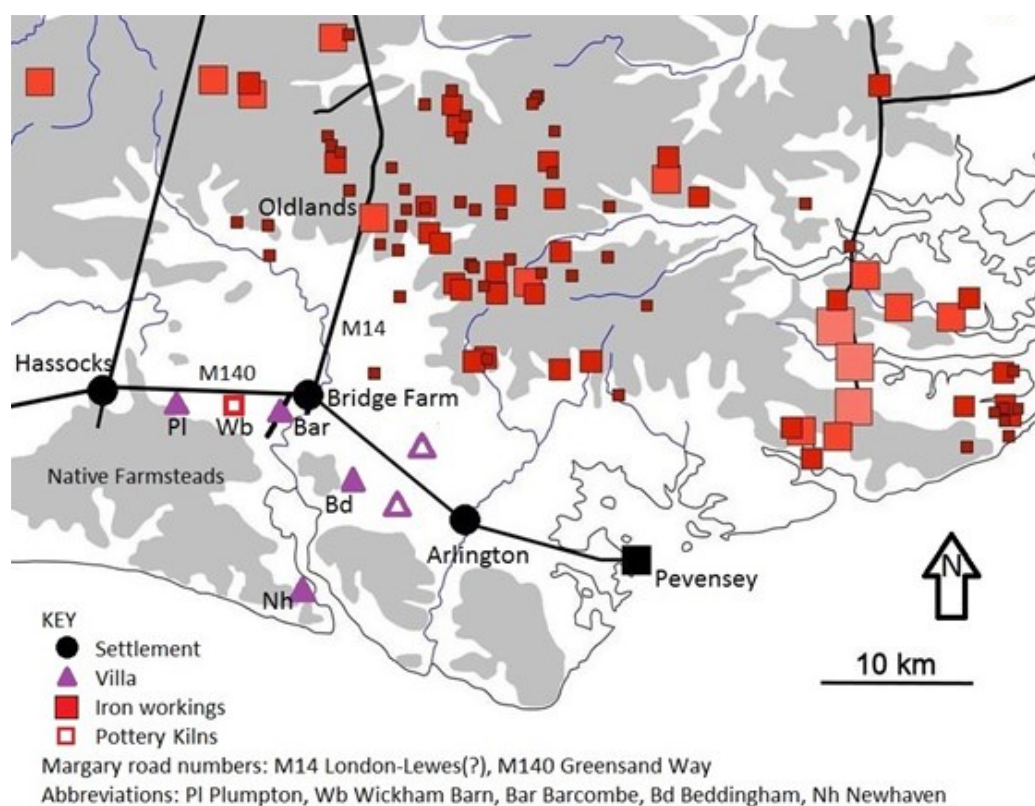 Oldlands
M14
Hassocks
M140
Bridge Farm
Pl
Wb
Bar
Native Farmsteads
Bd
Arlington
Pevensey
N
Nh
KEY
Settlement
Villa
Iron workings
Pottery Kilns
10 km
Margary road numbers: M14 London-Lewes(?), M140 Greensand Way
Abbreviations: Pl Plumpton, Wb Wickham Barn, Bar Barcombe, Bd Beddingham, Nh Newhaven